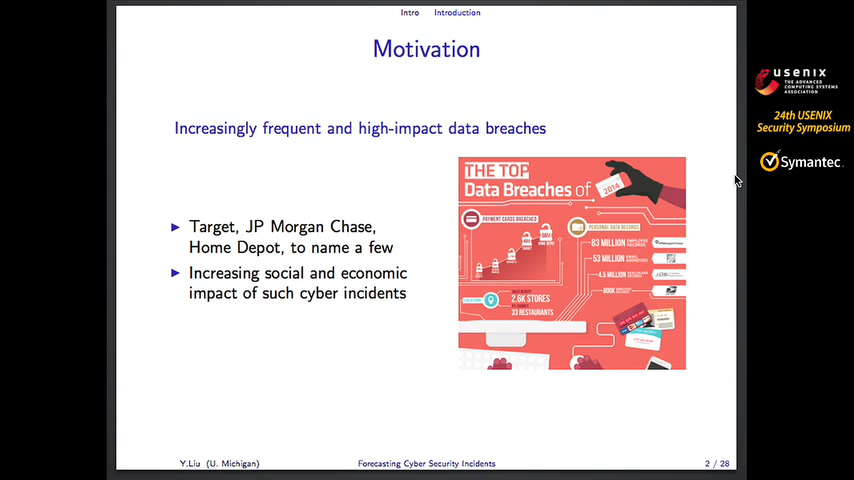 Intro Introduction
Motivation
Increasingly frequent and high-impact data breaches
Target, JP Morgan Chase,
Home Depot, to name a few
Increasing social and economic
impact of such cyber incidents
THE TOP
Data Breaches of 2014
PAYMENT CARDS BREACHED
PERSONAL DATA RECORDS
83 MILLION
53 MILLION
4.5 MILLION
800K
2.6K STORES
33 RESTAURANTS
Y.Liu (U. Michigan) Forecasting Cyber Security Incidents 2 / 28
usenix
THE ADVANCED
COMPUTING SYSTEMS
ASSOCIATION
24th USENIX
Security Symposium
Symantec.